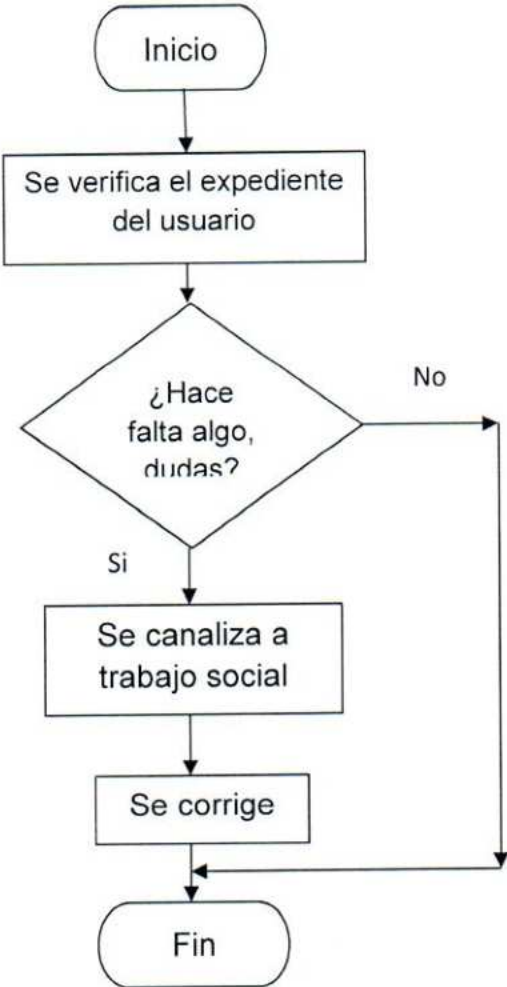 Inicio
Se verifica el expediente
del usuario
¿Hace
falta algo,
dudas?
No
Si
Se canaliza a
trabajo social
Se corrige
Fin